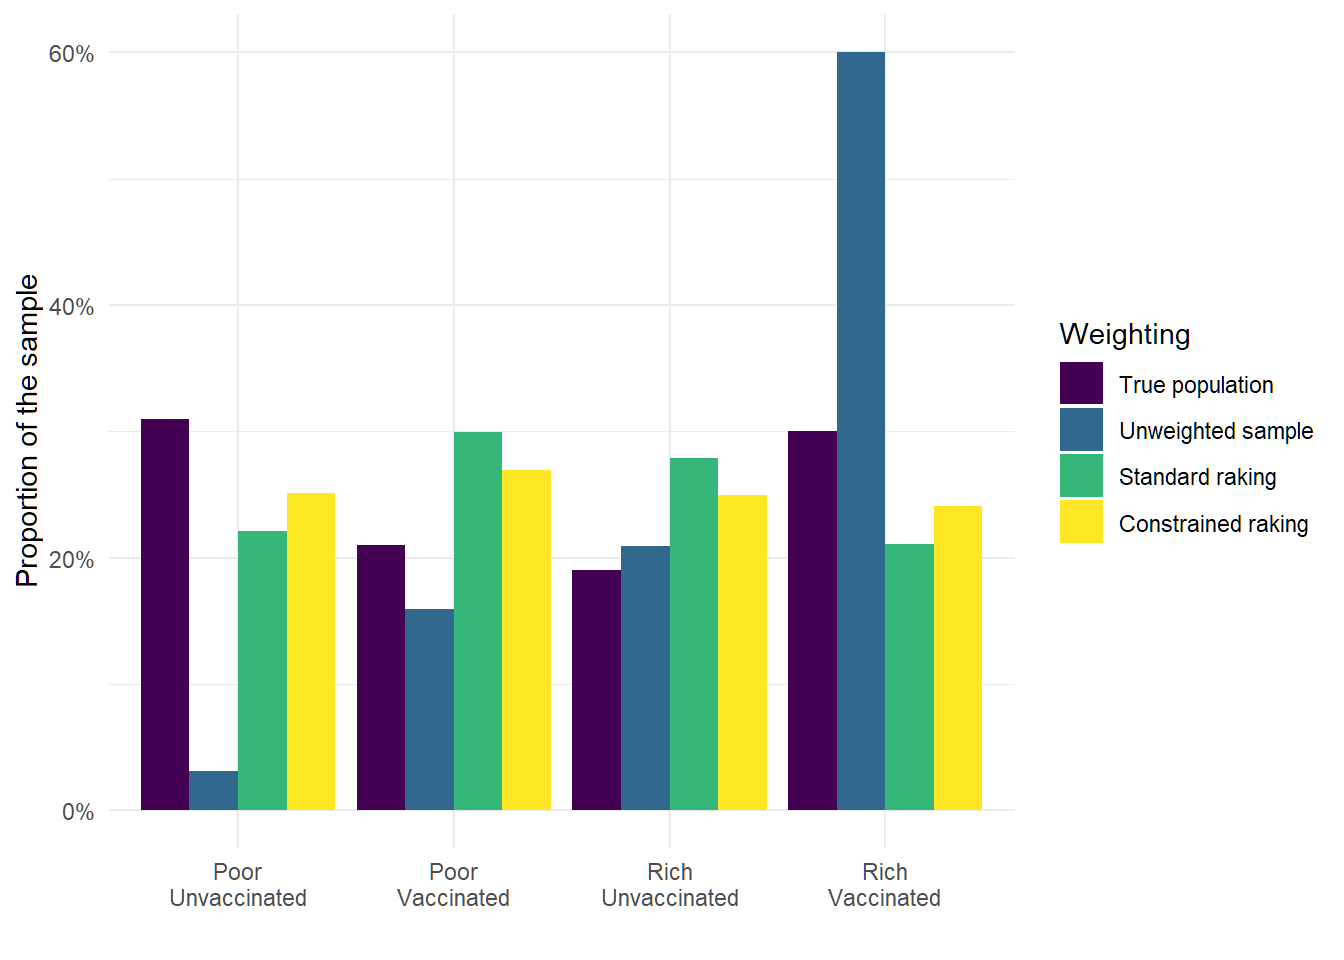 60%
40%
20%
0%
Proportion of the sample
Poor
Unvaccinated
Poor
Vaccinated
Rich
Unvaccinated
Rich
Vaccinated
Weighting
True population
Unweighted sample
Standard raking
Constrained raking